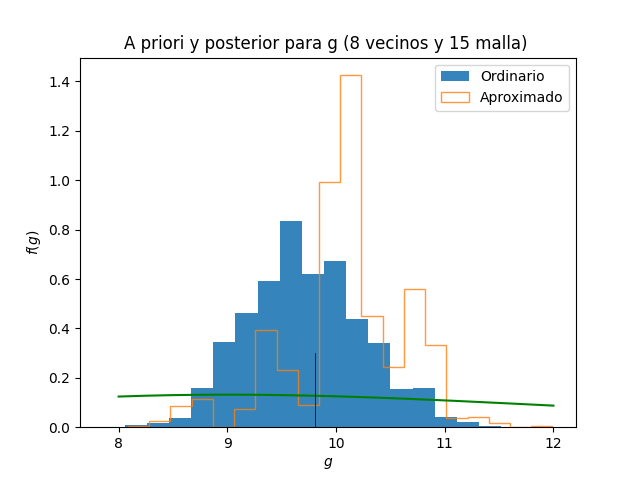 A priori y posterior para g (8 vecinos y 15 malla)
Ordinario
Aproximado
f(g)
1.4
1.2
1.0
0.8
0.6
0.4
0.2
0.0
8 9 10 11 12
g